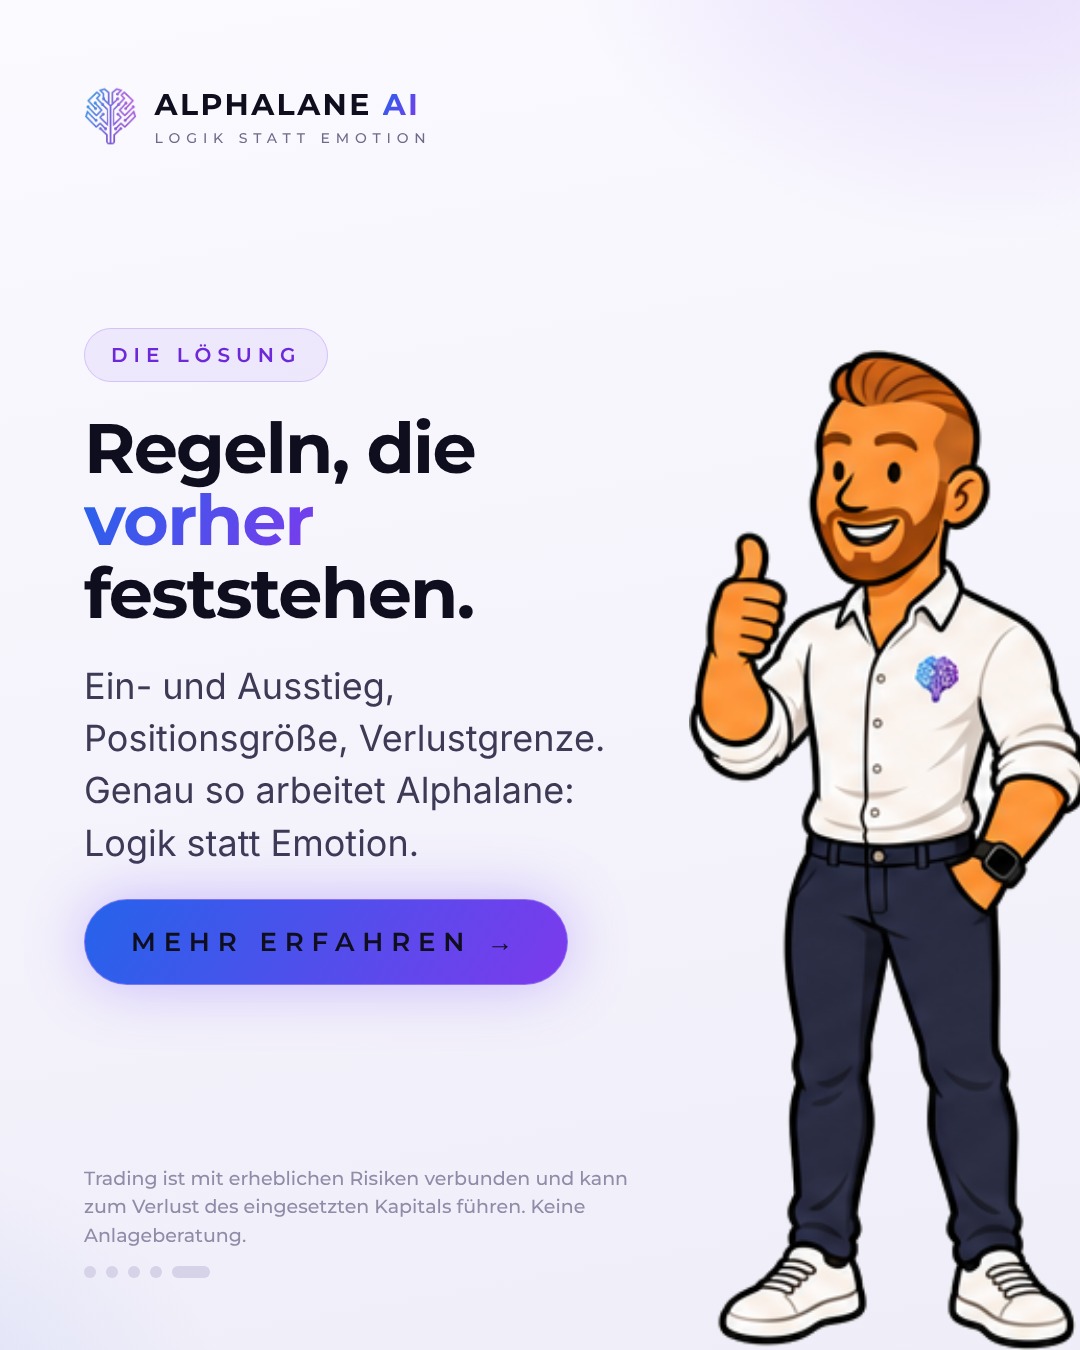 ALPHALANE AI
LOGIK STATT EMOTION
DIE LÖSUNG
Regeln, die
vorher
feststehen.
Ein- und Ausstieg,
Positionsgröße, Verlustgrenze.
Genau so arbeitet Alphalane:
Logik statt Emotion.
MEHR ERFAHREN →
Trading ist mit erheblichen Risiken verbunden und kann
zum Verlust des eingesetzten Kapitals führen. Keine
Anlageberatung.